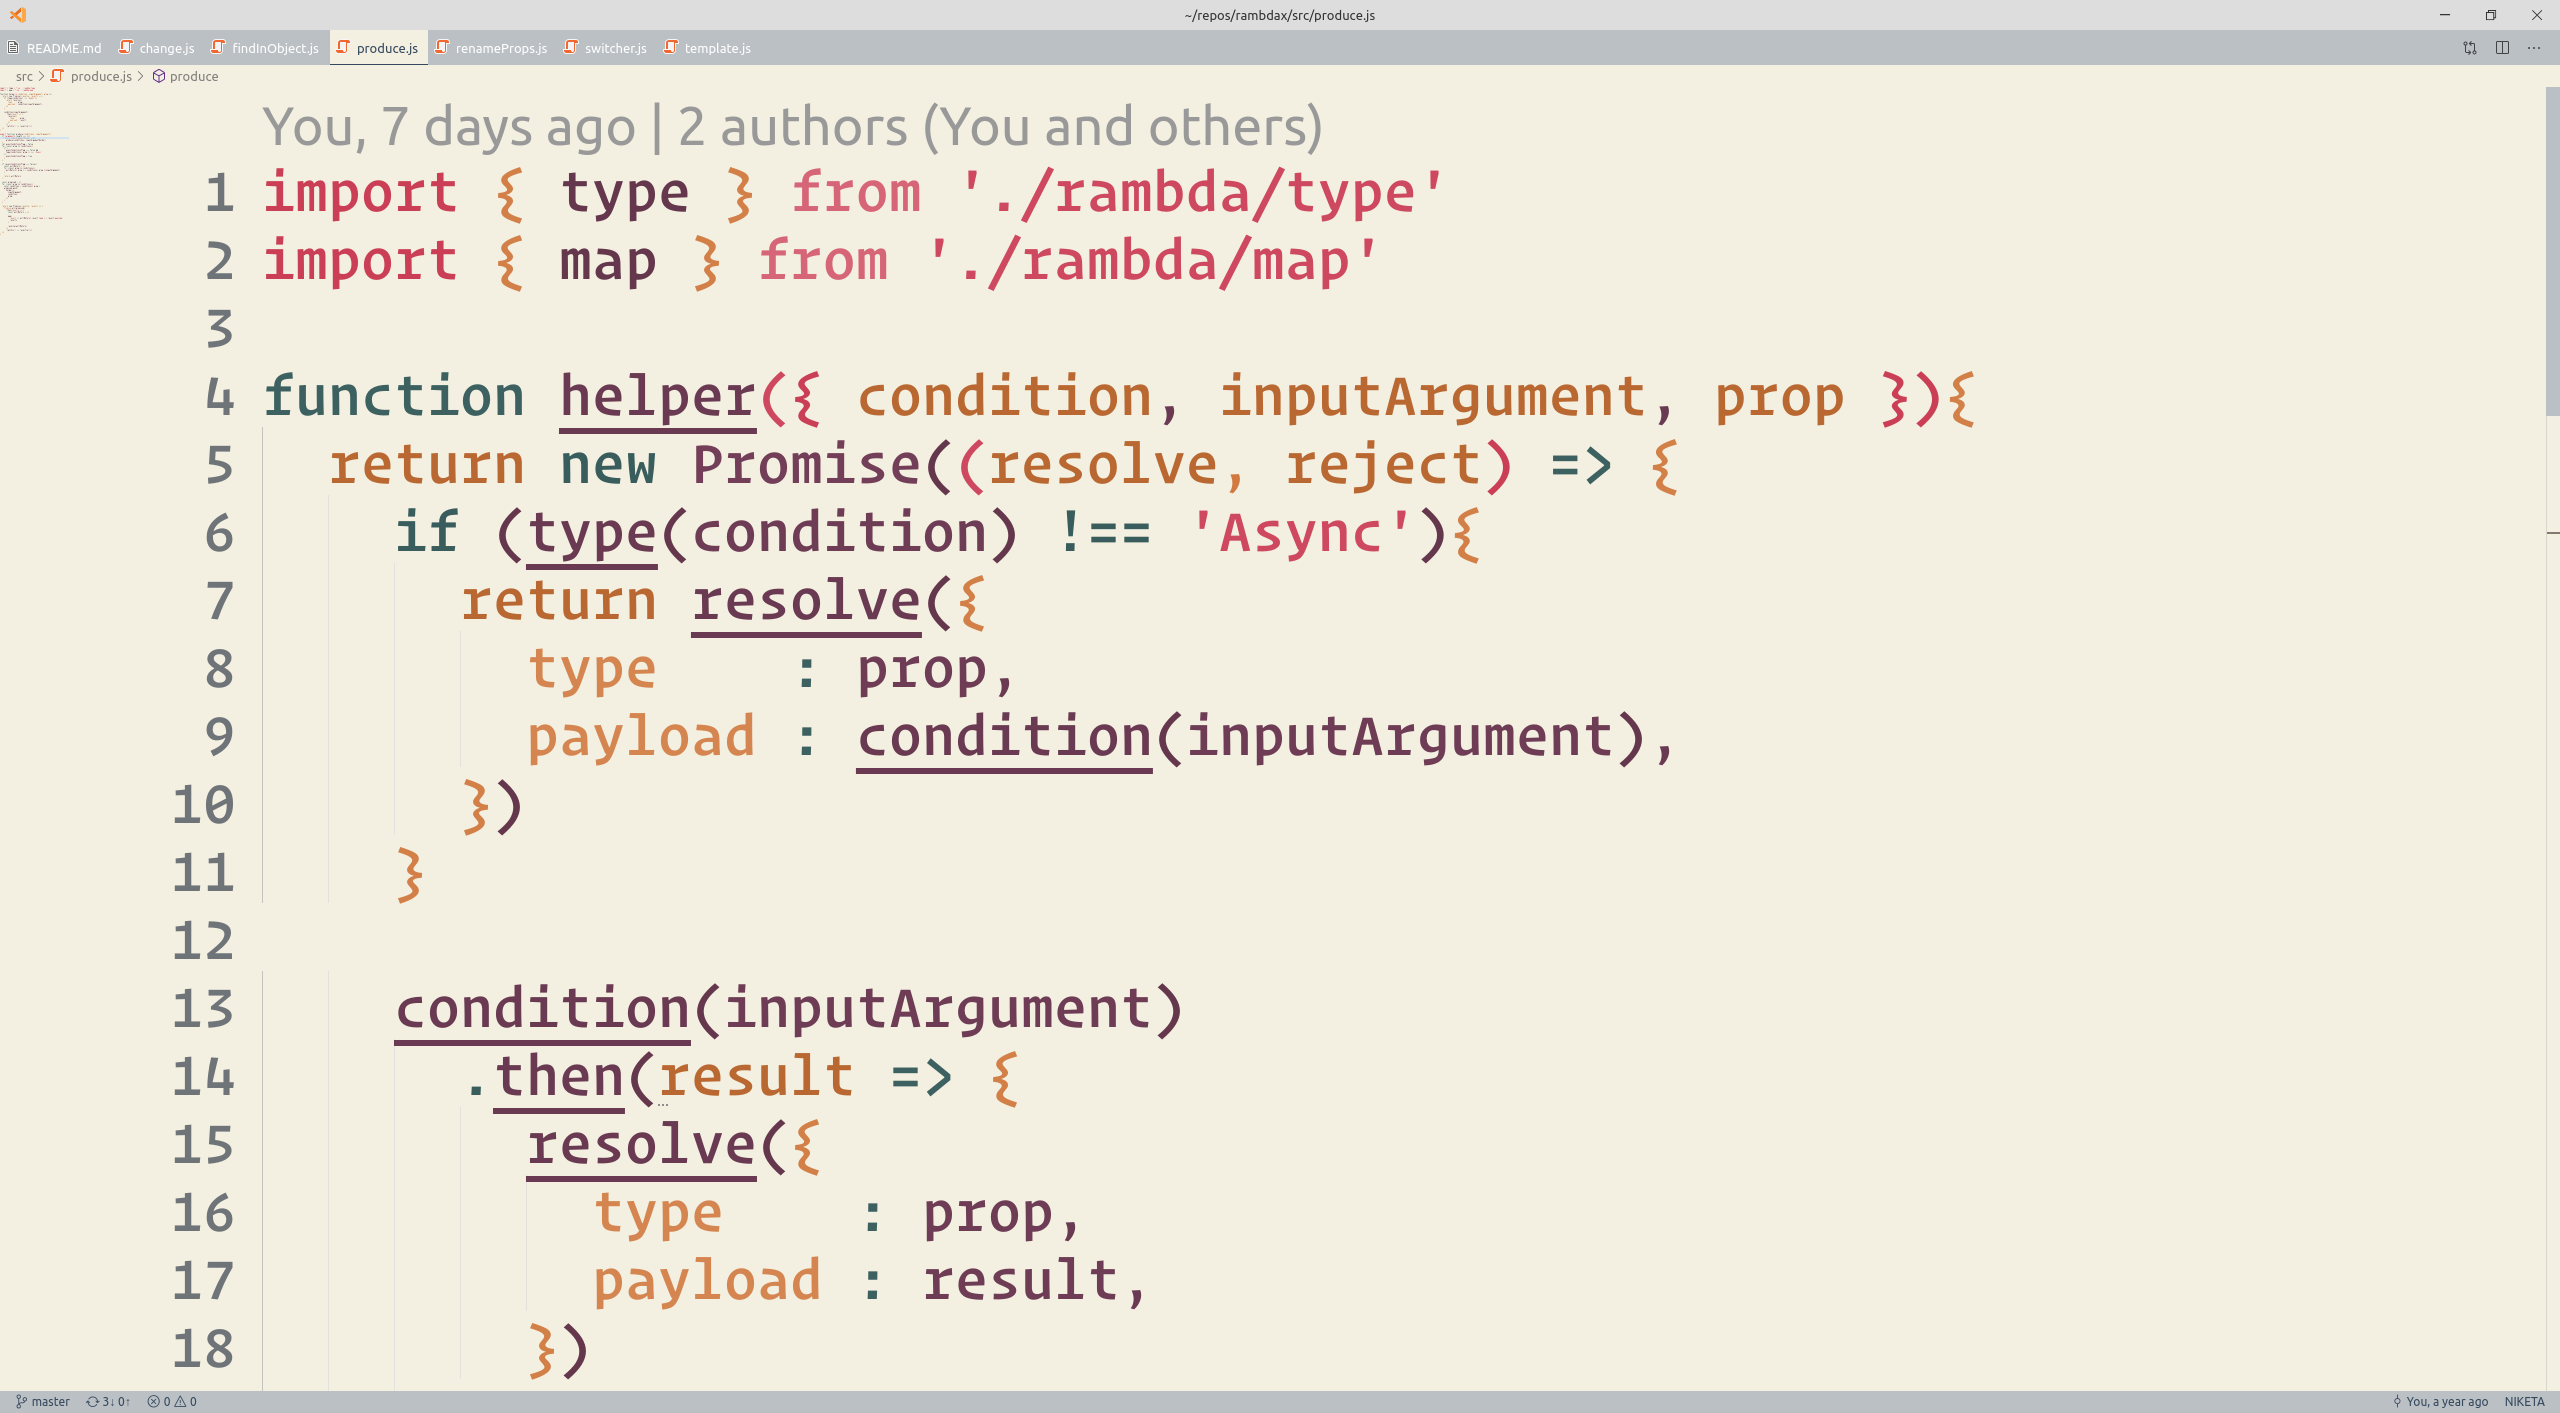 ~/repos/rambdax/src/produce.js
README.md change.js findInObject.js produce.js renameProps.js switcher.js template.js
src > produce.js > produce
You, 7 days ago | 2 authors (You and others)
1 import { type } from './rambda/type'
2 import { map } from './rambda/map'
3
4 function helper({ condition, inputArgument, prop }){
5   return new Promise((resolve, reject) => {
6     if (type(condition) !== 'Async'){
7       return resolve({
8         type    : prop,
9         payload : condition(inputArgument),
10       })
11     }
12
13     condition(inputArgument)
14       .then(result => {
15         resolve({
16           type    : prop,
17           payload : result,
18         })
master 3↓ 0↑ 0 0 You, a year ago NIKETA